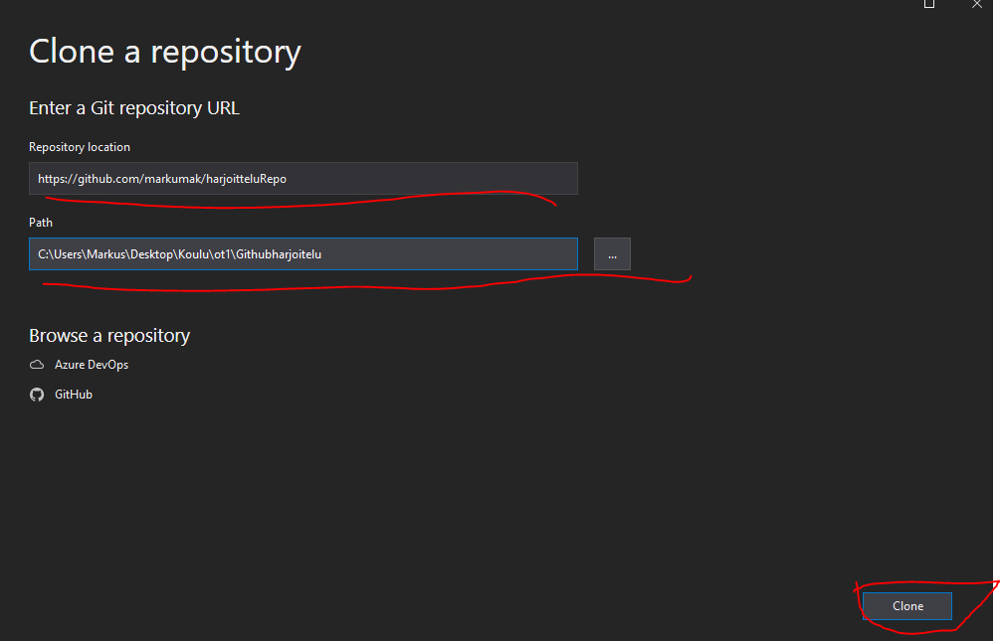 Clone a repository
Enter a Git repository URL
Repository location
https://github.com/markumak/harjoitteluRepo
Path
C:\Users\Markus\Desktop\Koulu\ot1\Githubharjoitelu
...
Browse a repository
Azure DevOps
GitHub
Clone